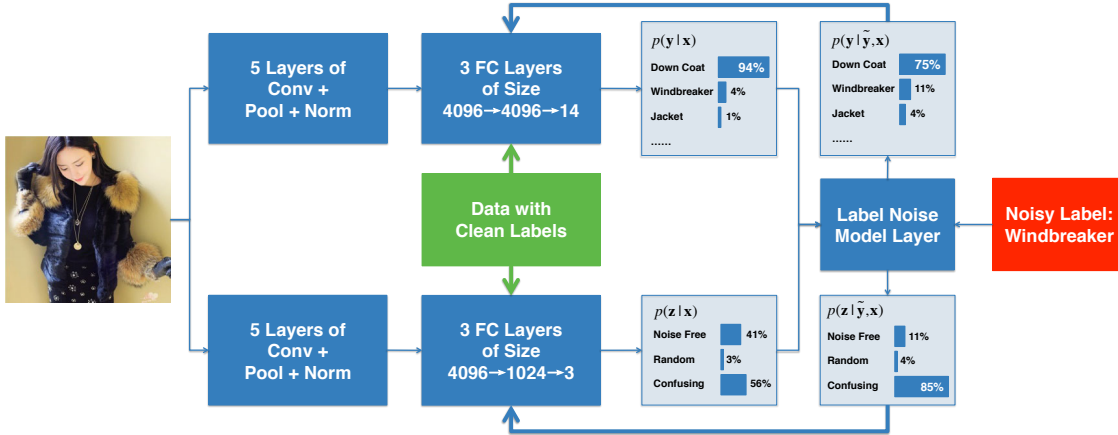 5 Layers of
Conv +
Pool + Norm
3 FC Layers
of Size
4096→4096→14
p(y | x)
Down Coat 94%
Windbreaker 4%
Jacket 1%
......
p(y | ỹ,x)
Down Coat 75%
Windbreaker 11%
Jacket 4%
......
Data with
Clean Labels
Label Noise
Model Layer
Noisy Label:
Windbreaker
5 Layers of
Conv +
Pool + Norm
3 FC Layers
of Size
4096→1024→3
p(z | x)
Noise Free 41%
Random 3%
Confusing 56%
p(z | ỹ,x)
Noise Free 11%
Random 4%
Confusing 85%